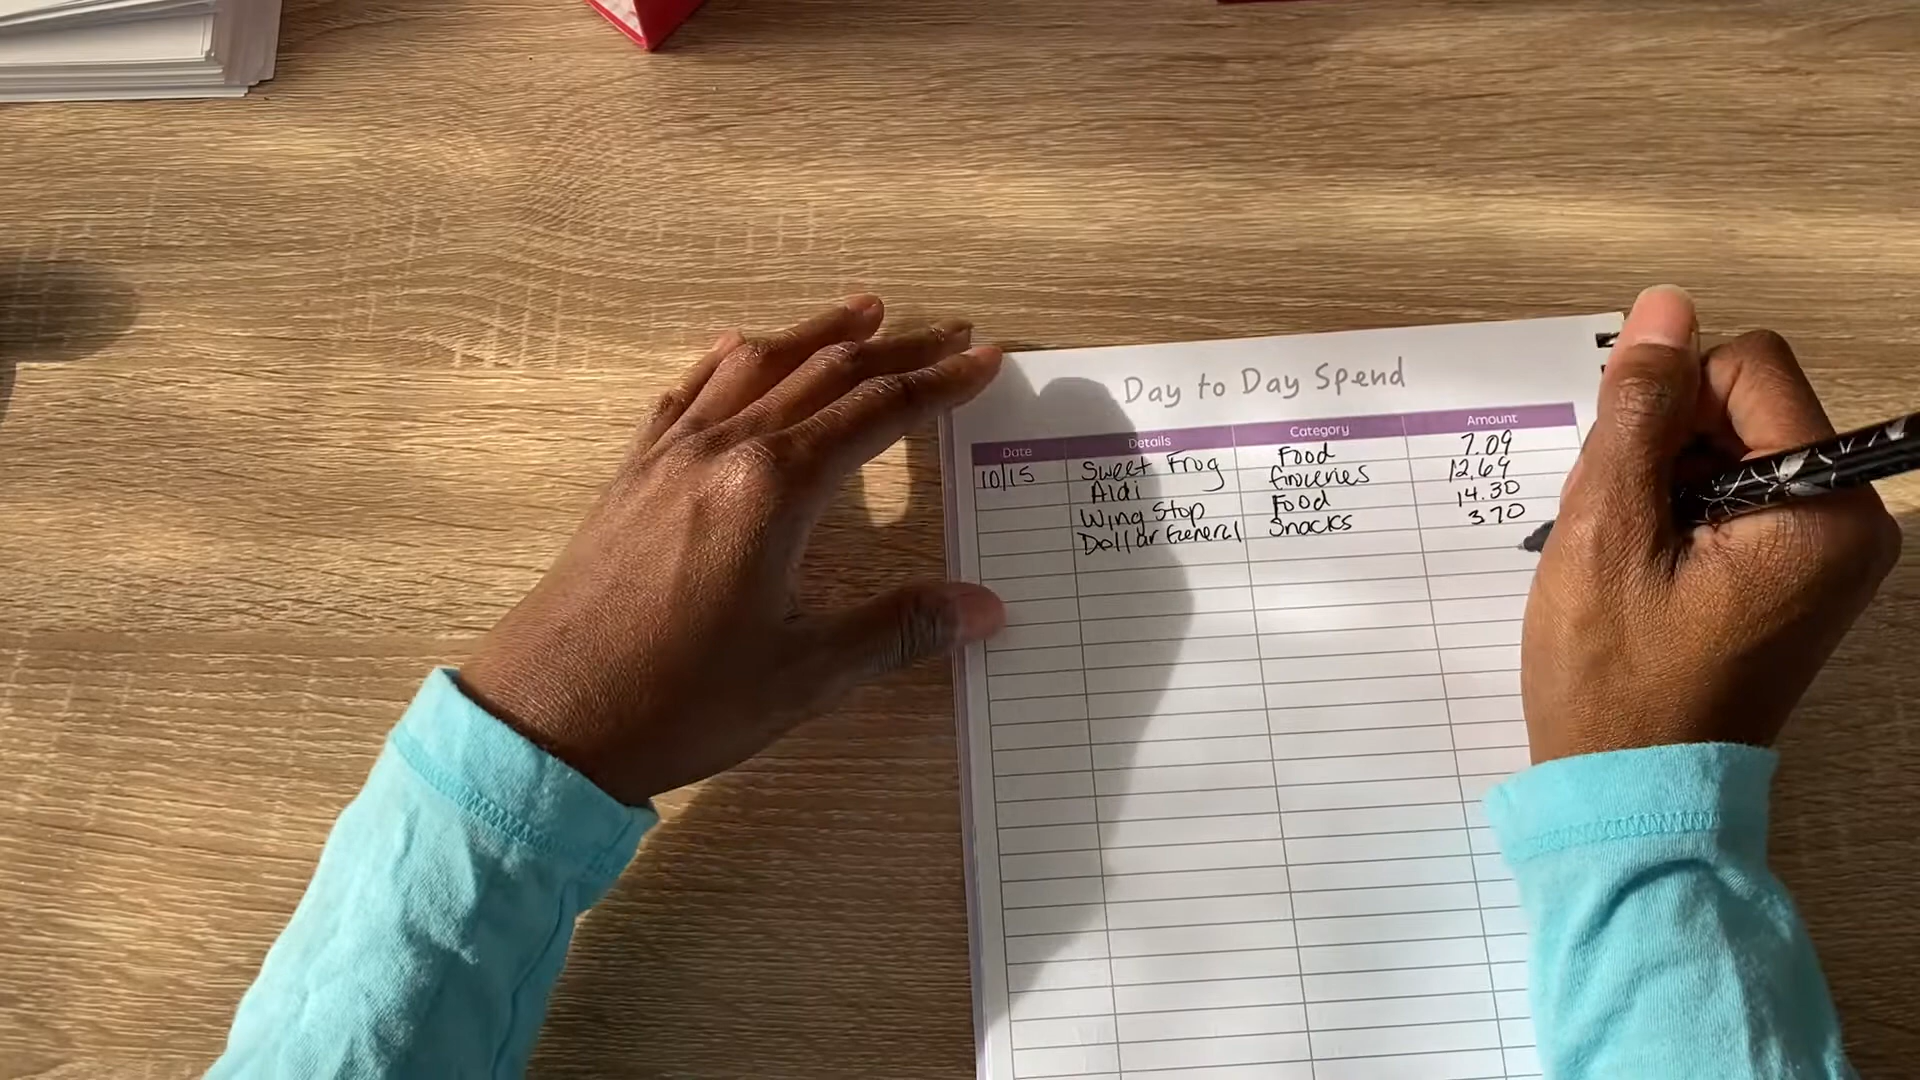 Day to Day Spend
Date Details Category Amount
10/15 Sweet Frog Food 7.09
Aldi Groceries 12.69
Wing Stop Food 14.30
Dollar General Snacks 3.70